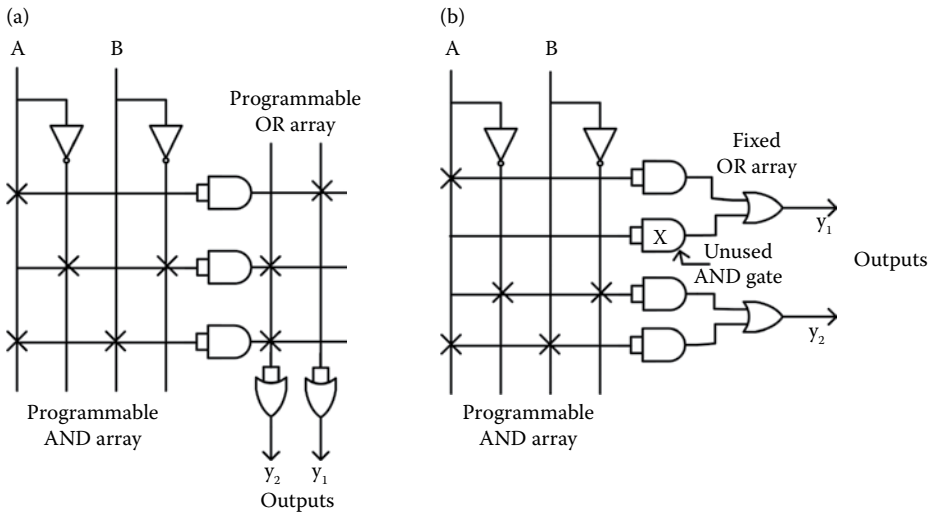 (a)
A
B
Programmable
OR array
Programmable
AND array
y₂
y₁
Outputs
(b)
A
B
Fixed
OR array
y₁
X
Unused
AND gate
Outputs
y₂
Programmable
AND array